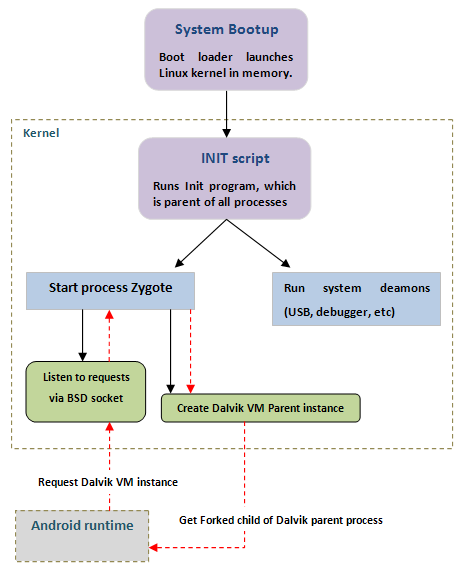 System Bootup
Boot loader launches
Linux kernel in memory.
Kernel
INIT script
Runs Init program, which
is parent of all processes
Start process Zygote
Run system deamons
(USB, debugger, etc)
Listen to requests
via BSD socket
Create Dalvik VM Parent instance
Request Dalvik VM instance
Get Forked child of Dalvik parent process
Android runtime